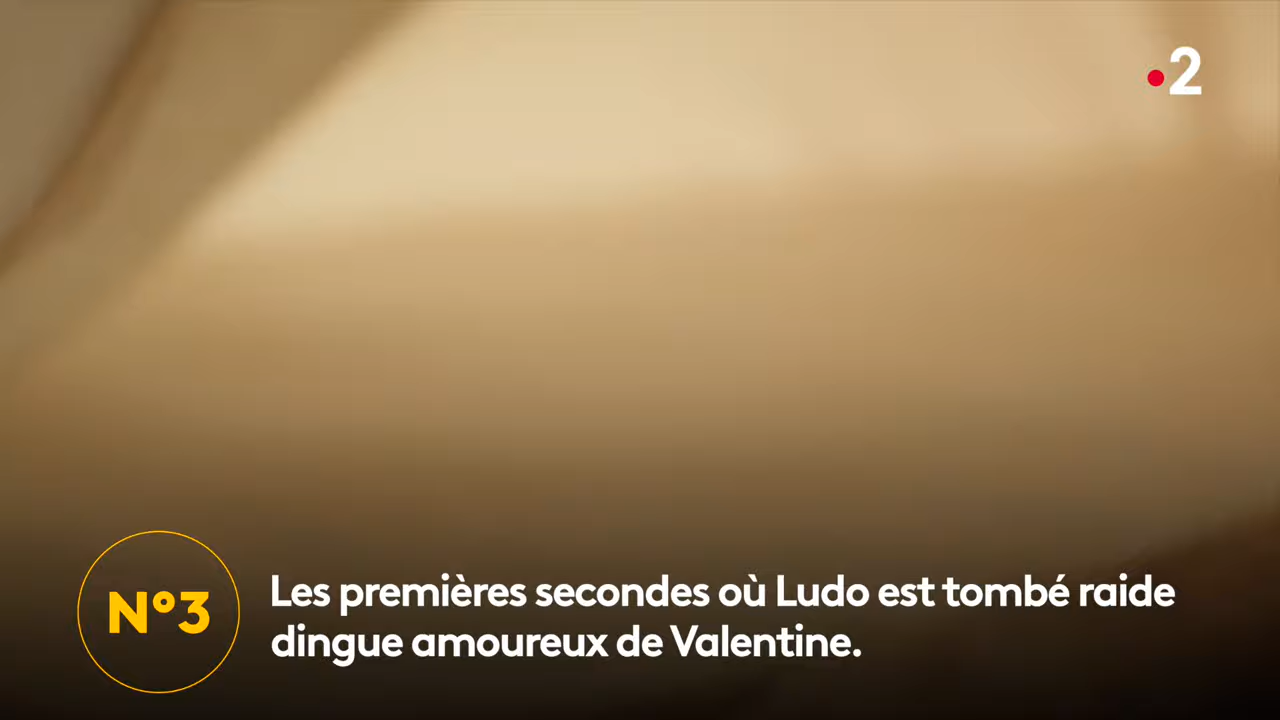 2
N°3
Les premières secondes où Ludo est tombé raide
dingue amoureux de Valentine.